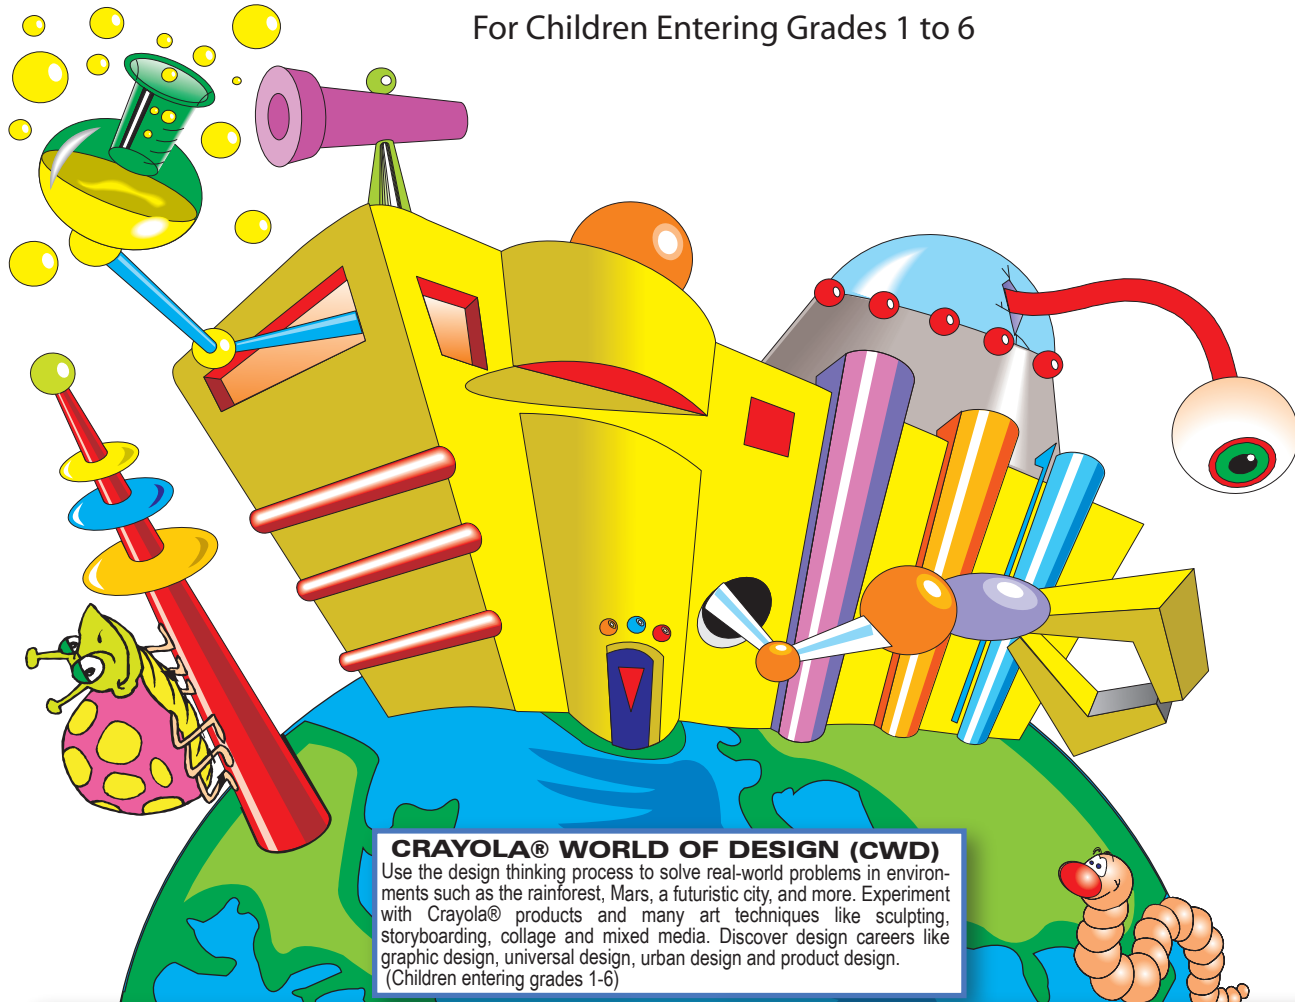 For Children Entering Grades 1 to 6
CRAYOLA® WORLD OF DESIGN (CWD)
Use the design thinking process to solve real-world problems in environ-
ments such as the rainforest, Mars, a futuristic city, and more. Experiment
with Crayola® products and many art techniques like sculpting,
storyboarding, collage and mixed media. Discover design careers like
graphic design, universal design, urban design and product design.
(Children entering grades 1-6)